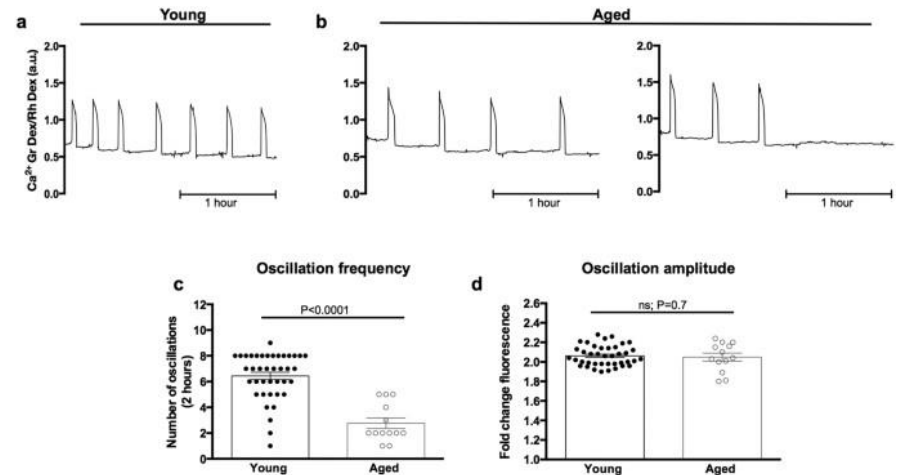 Young
Aged
a
b
Ca²⁺ Gr Dex/Rh Dex (a.u.)
2.0
1.5
1.0
0.5
0.0
1 hour
2.0
1.5
1.0
0.5
0.0
1 hour
2.0
1.5
1.0
0.5
0.0
1 hour
Oscillation frequency
c
P<0.0001
Number of oscillations
(2 hours)
12
10
8
6
4
2
0
Young
Aged
Oscillation amplitude
d
ns; P=0.7
Fold change fluorescence
2.6
2.4
2.2
2.0
1.8
1.6
1.4
1.2
1.0
Young
Aged